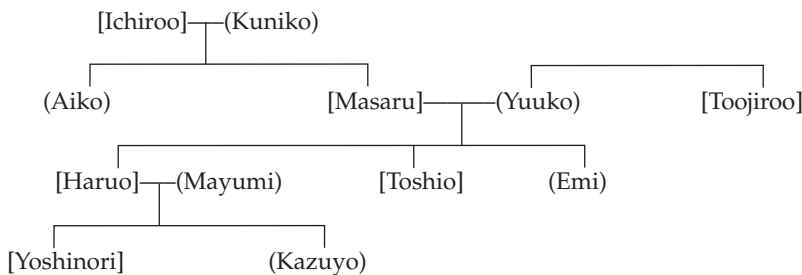 [Ichiroo] (Kuniko)
(Aiko) [Masaru] (Yuuko) [Toojiroo]
[Haruo] (Mayumi) [Toshio] (Emi)
[Yoshinori] (Kazuyo)